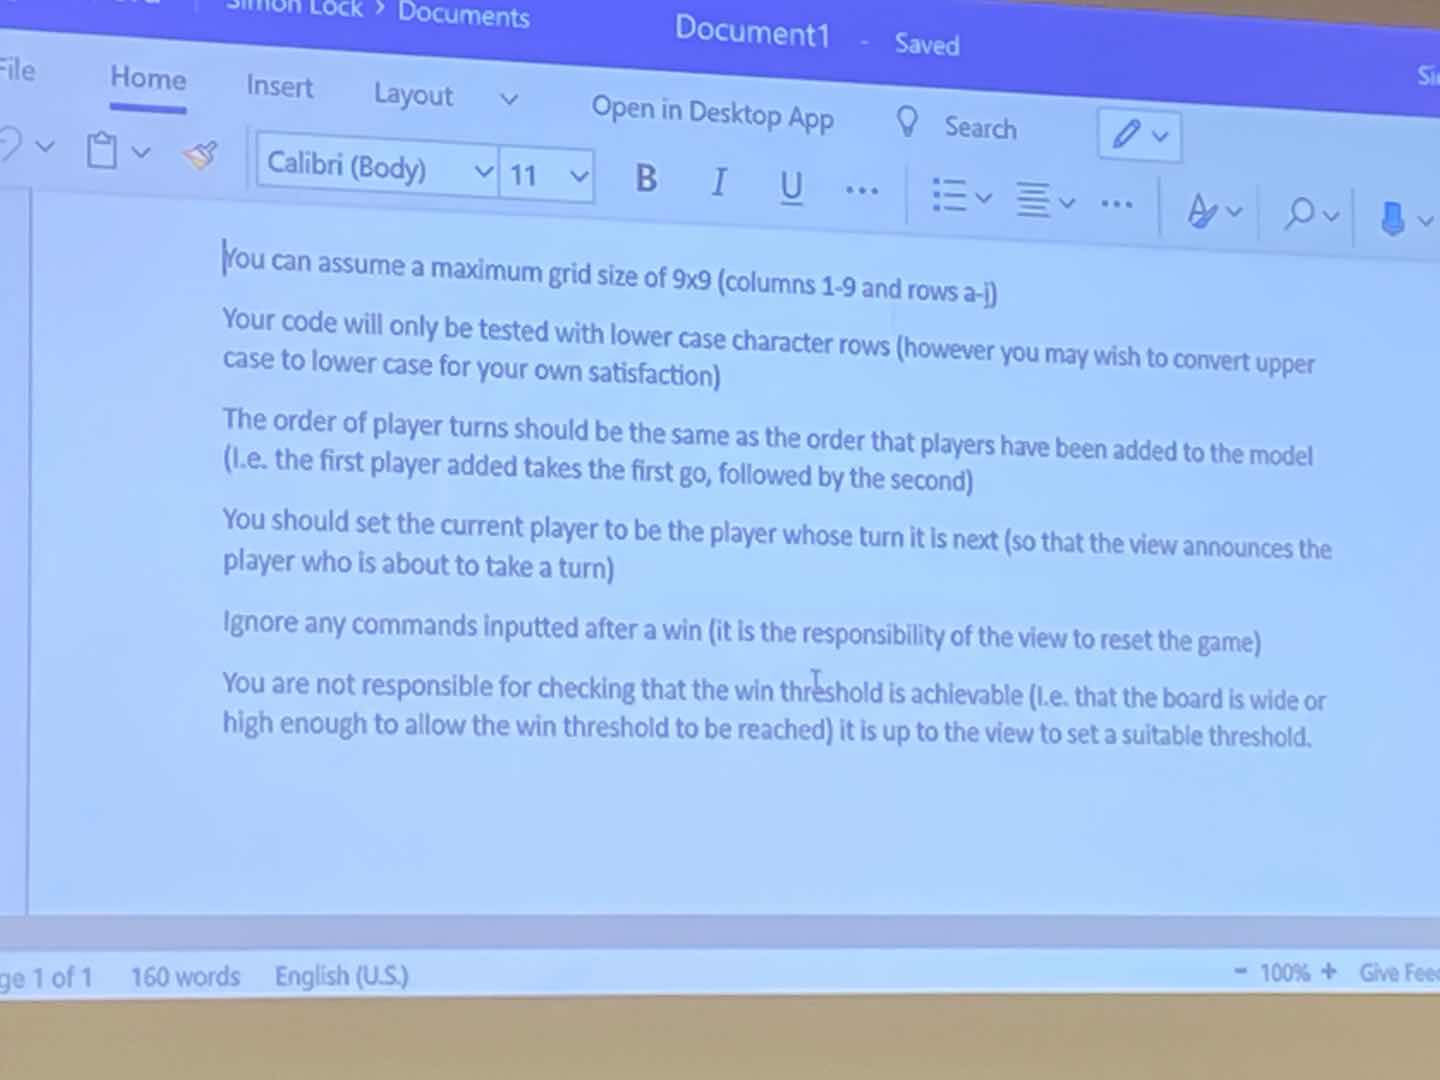 Simon Lock > Documents
Document1 - Saved
File Home Insert Layout Open in Desktop App Search
Calibri (Body) 11 B I U ...
You can assume a maximum grid size of 9x9 (columns 1-9 and rows a-i)
Your code will only be tested with lower case character rows (however you may wish to convert upper
case to lower case for your own satisfaction)
The order of player turns should be the same as the order that players have been added to the model
(I.e. the first player added takes the first go, followed by the second)
You should set the current player to be the player whose turn it is next (so that the view announces the
player who is about to take a turn)
Ignore any commands inputted after a win (it is the responsibility of the view to reset the game)
You are not responsible for checking that the win threshold is achievable (I.e. that the board is wide or
high enough to allow the win threshold to be reached) it is up to the view to set a suitable threshold.
ge 1 of 1 160 words English (U.S.) - 100% + Give Fee